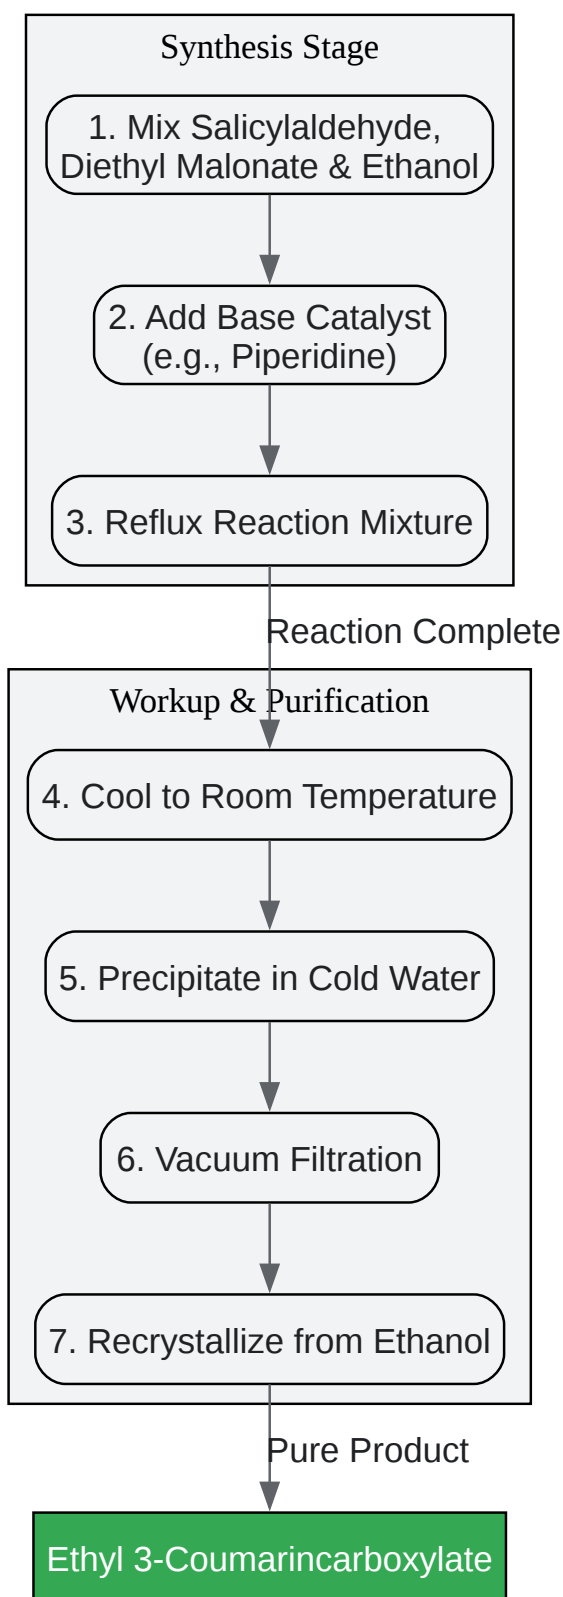 Synthesis Stage
1. Mix Salicylaldehyde,
Diethyl Malonate & Ethanol
2. Add Base Catalyst
(e.g., Piperidine)
3. Reflux Reaction Mixture
Reaction Complete
Workup & Purification
4. Cool to Room Temperature
5. Precipitate in Cold Water
6. Vacuum Filtration
7. Recrystallize from Ethanol
Pure Product
Ethyl 3-Coumarincarboxylate